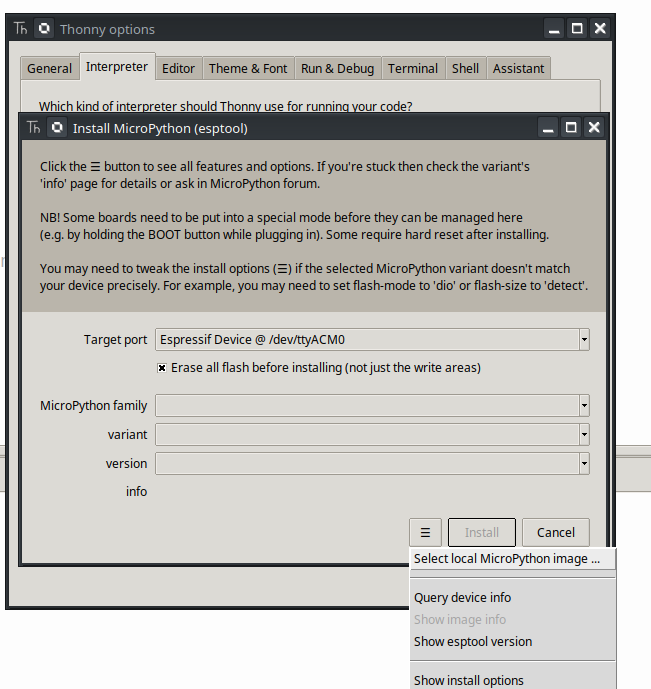 Th Thonny options
General Interpreter Editor Theme & Font Run & Debug Terminal Shell Assistant
Which kind of interpreter should Thonny use for running your code?
Th Install MicroPython (esptool)
Click the ☰ button to see all features and options. If you're stuck then check the variant's
'info' page for details or ask in MicroPython forum.
NB! Some boards need to be put into a special mode before they can be managed here
(e.g. by holding the BOOT button while plugging in). Some require hard reset after installing.
You may need to tweak the install options (☰) if the selected MicroPython variant doesn't match
your device precisely. For example, you may need to set flash-mode to 'dio' or flash-size to 'detect'.
Target port Espressif Device @ /dev/ttyACM0
Erase all flash before installing (not just the write areas)
MicroPython family
variant
version
info
☰ Install Cancel
Select local MicroPython image ...
Query device info
Show image info
Show esptool version
Show install options